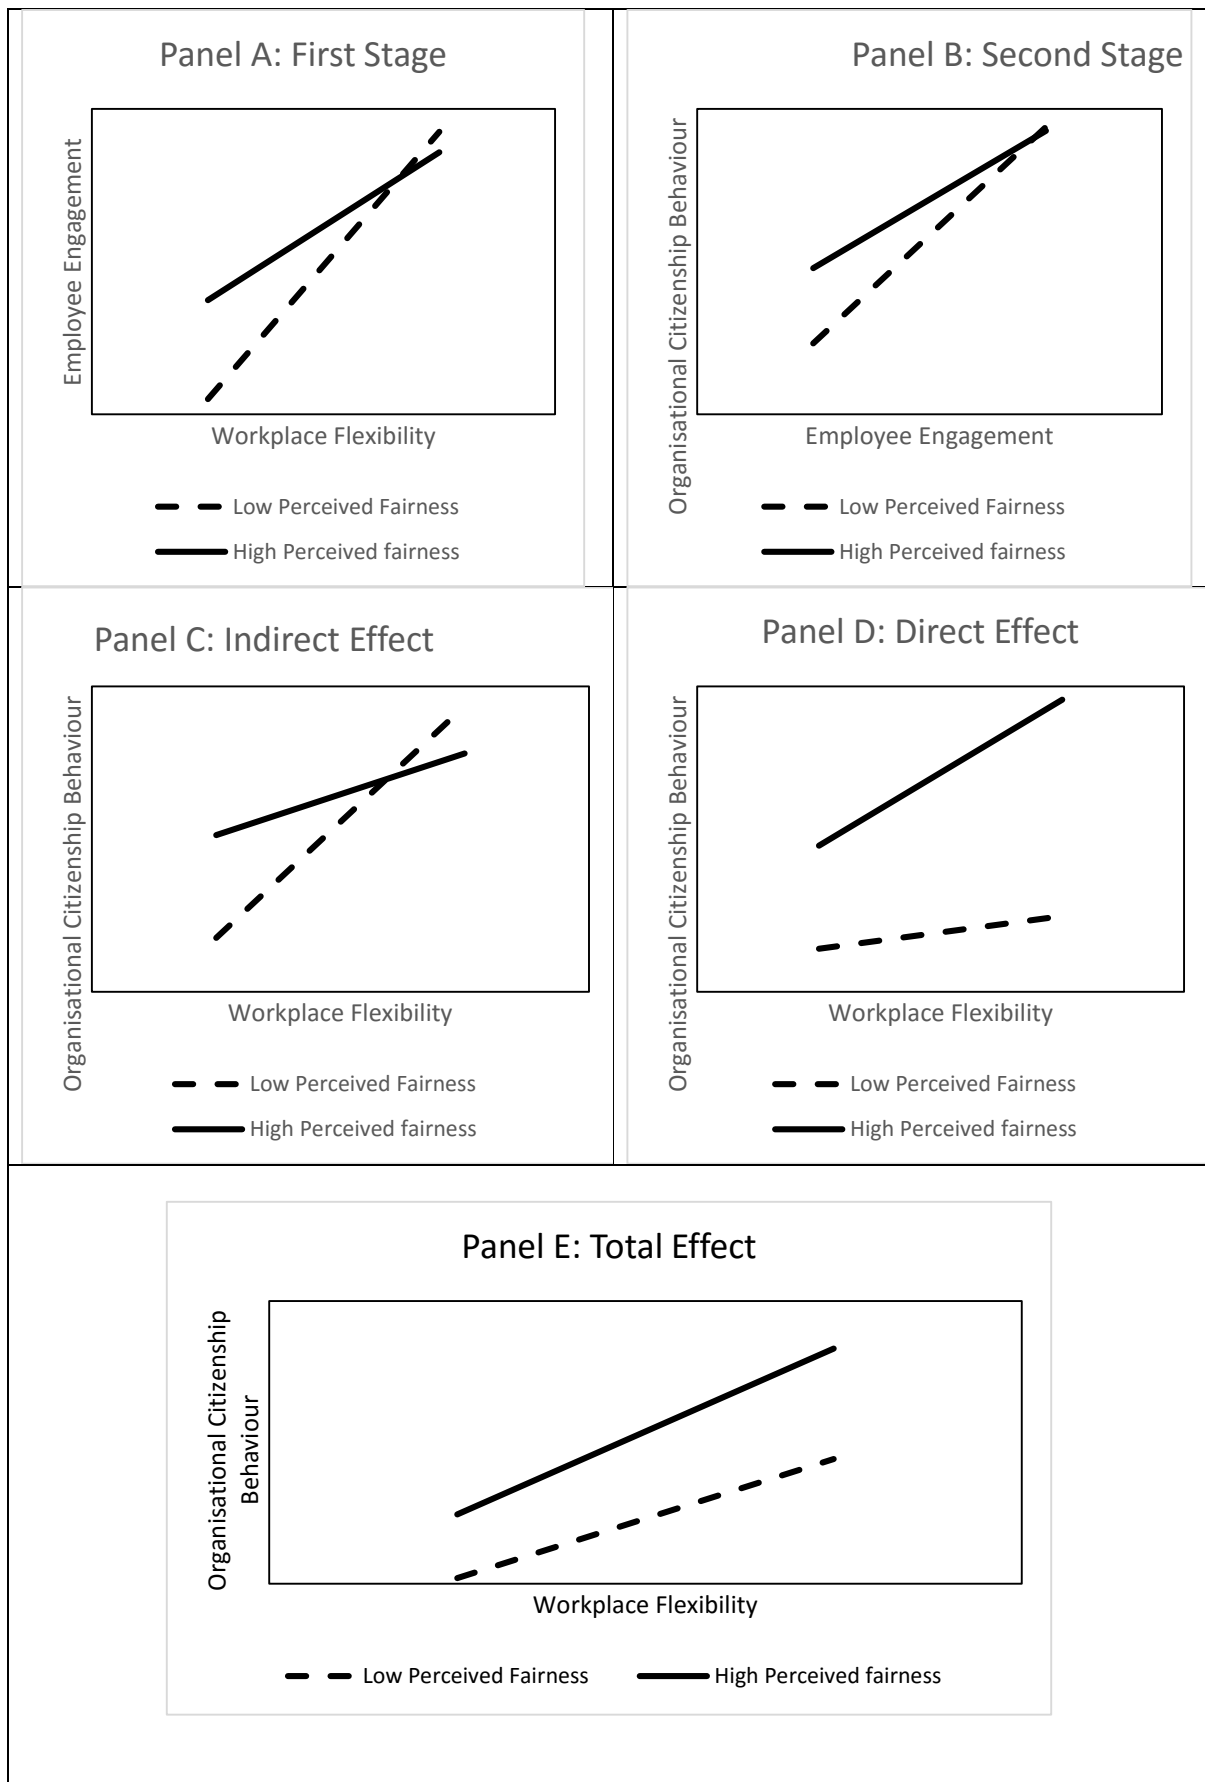 Panel A: First Stage
Employee Engagement
Workplace Flexibility
Low Perceived Fairness
High Perceived fairness
Panel B: Second Stage
Organisational Citizenship Behaviour
Employee Engagement
Low Perceived Fairness
High Perceived fairness
Panel C: Indirect Effect
Organisational Citizenship Behaviour
Workplace Flexibility
Low Perceived Fairness
High Perceived fairness
Panel D: Direct Effect
Organisational Citizenship Behaviour
Workplace Flexibility
Low Perceived Fairness
High Perceived fairness
Panel E: Total Effect
Organisational Citizenship
Behaviour
Workplace Flexibility
Low Perceived Fairness
High Perceived fairness